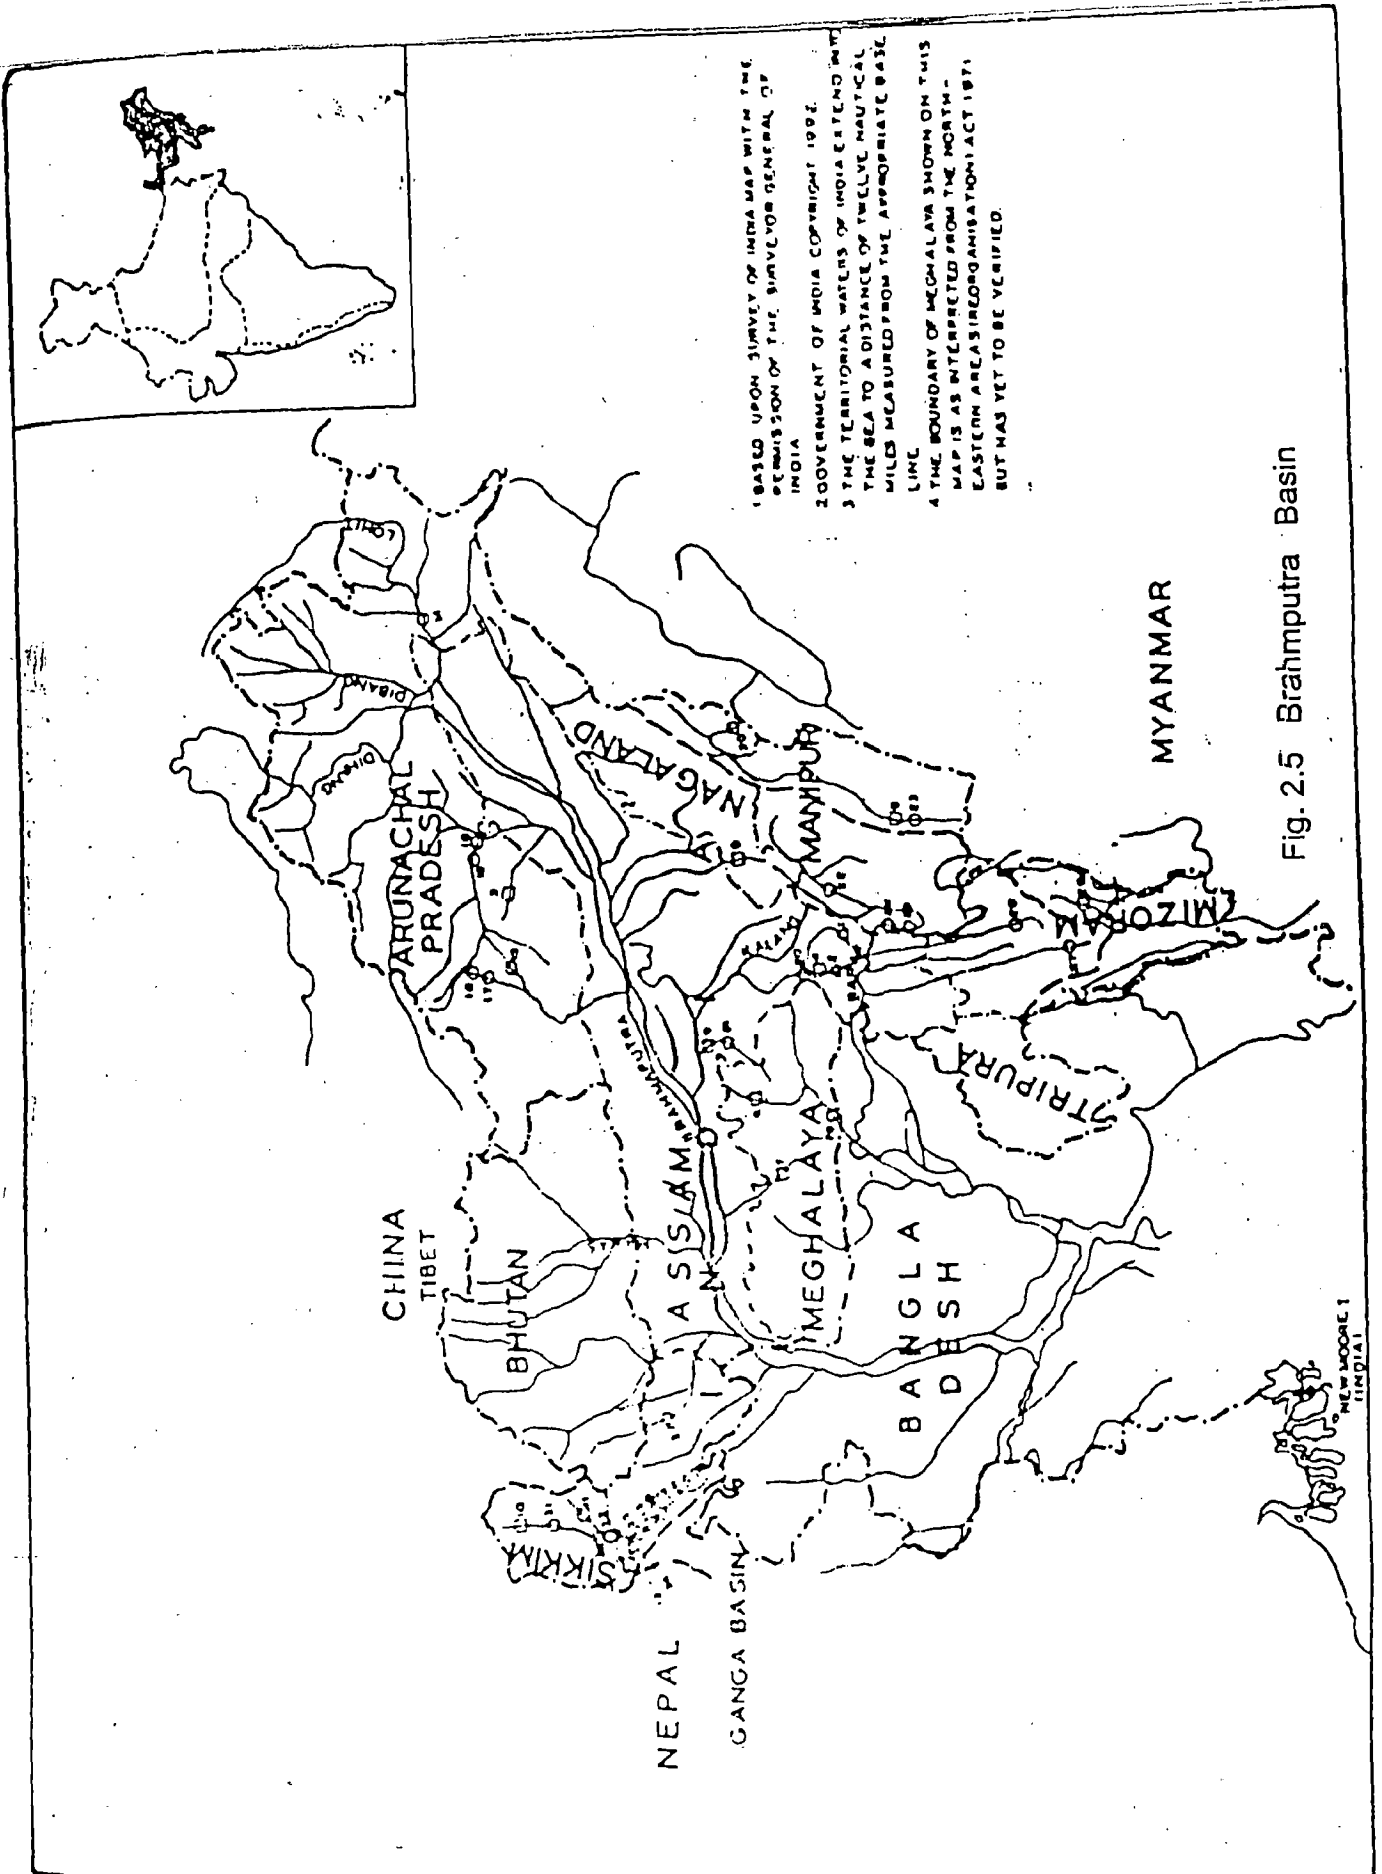 1 BASED UPON SURVEY OF INDIA MAP WITH THE
PERMISSION OF THE SURVEYOR GENERAL OF
INDIA
2 GOVERNMENT OF INDIA COPYRIGHT 1992.
3 THE TERRITORIAL WATERS OF INDIA EXTEND INTO
THE SEA TO A DISTANCE OF TWELVE NAUTICAL
MILES MEASURED FROM THE APPROPRIATE BASE
LINE
4 THE BOUNDARY OF MEGHALAYA SHOWN ON THIS
MAP IS AS INTERPRETED FROM THE NORTH-
EASTERN AREAS (REORGANISATION) ACT 1971
BUT HAS YET TO BE VERIFIED.
CHINA
TIBET
ARUNACHAL
PRADESH
LOHIT
DIBANG
DIHANG
BHUTAN
SIKKIM
NEPAL
GANGA BASIN
ASSAM
BRAHMAPUTRA
NAGALAND
KALANG
MEGHALAYA
MANIPUR
BANGLA
DESH
TRIPURA
MIZORAM
MYANMAR
NEW MOORE I
(INDIA)
Fig. 2.5 Brahmputra Basin